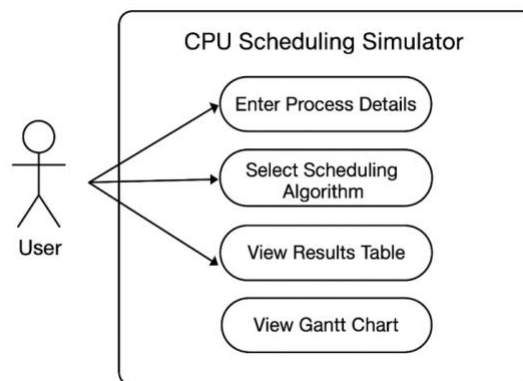 CPU Scheduling Simulator
Enter Process Details
Select Scheduling
Algorithm
User
View Results Table
View Gantt Chart